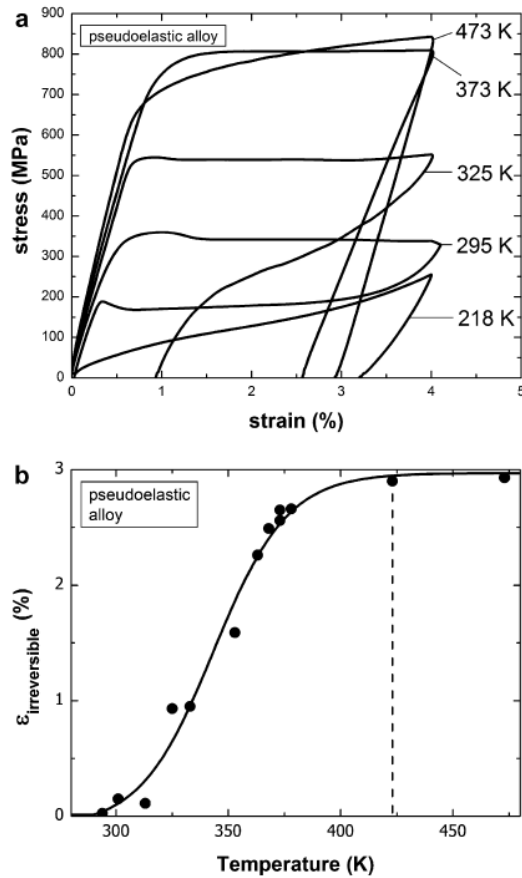 a
pseudoelastic alloy
900
800
700
600
500
400
300
200
100
0
0
1
2
3
4
5
473 K
373 K
325 K
295 K
218 K
stress (MPa)
strain (%)
b
pseudoelastic
alloy
3
2
1
0
300
350
400
450
εirreversible (%)
Temperature (K)